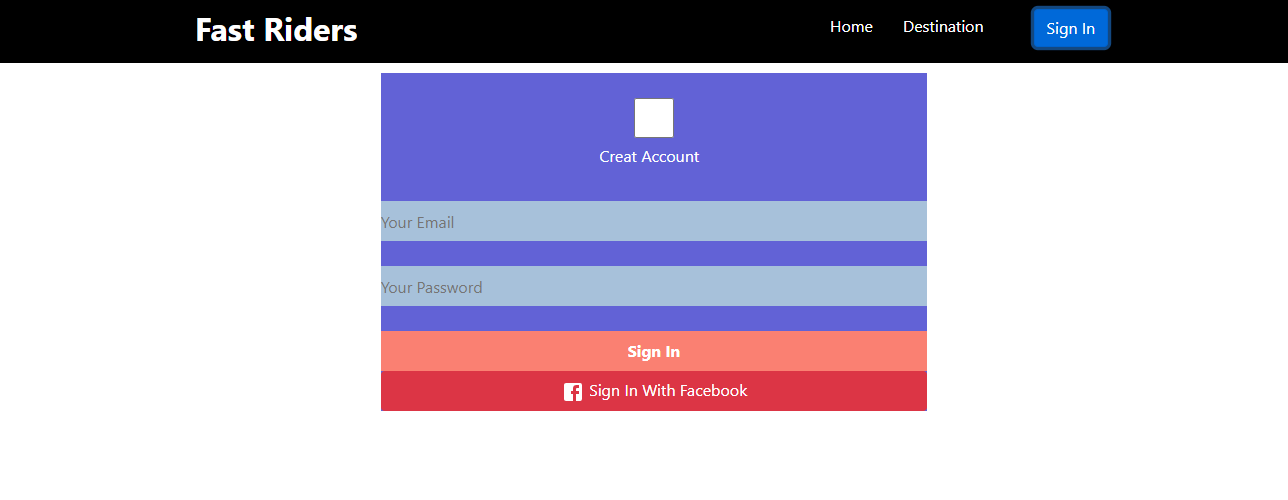 Fast Riders Home Destination Sign In
Creat Account
Your Email
Your Password
Sign In
Sign In With Facebook